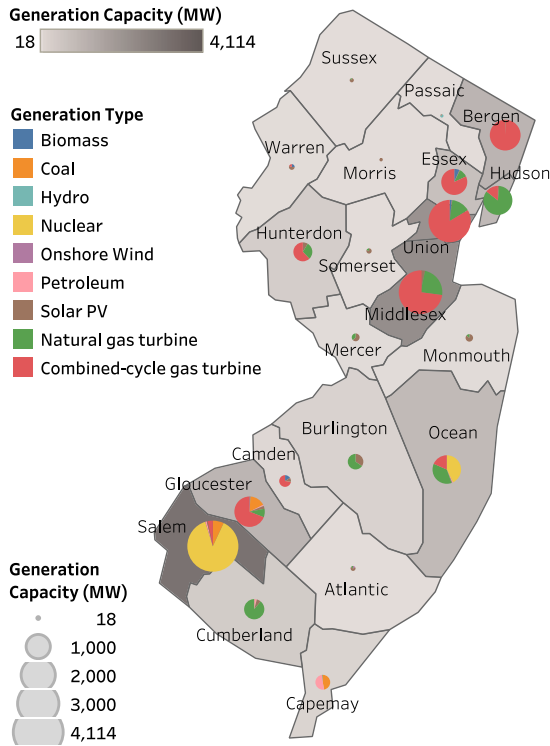 Generation Capacity (MW)
18
4,114
Sussex
Passaic
Generation Type
Bergen
Biomass
Warren
Essex
Coal
Morris
Hudson
Hydro
Nuclear
Hunterdon
Union
Onshore Wind
Somerset
Petroleum
Solar PV
Middlesex
Natural gas turbine
Mercer
Monmouth
Combined-cycle gas turbine
Burlington
Ocean
Camden
Gloucester
Salem
Generation
Capacity (MW)
Atlantic
18
Cumberland
1,000
2,000
Capemay
3,000
4,114